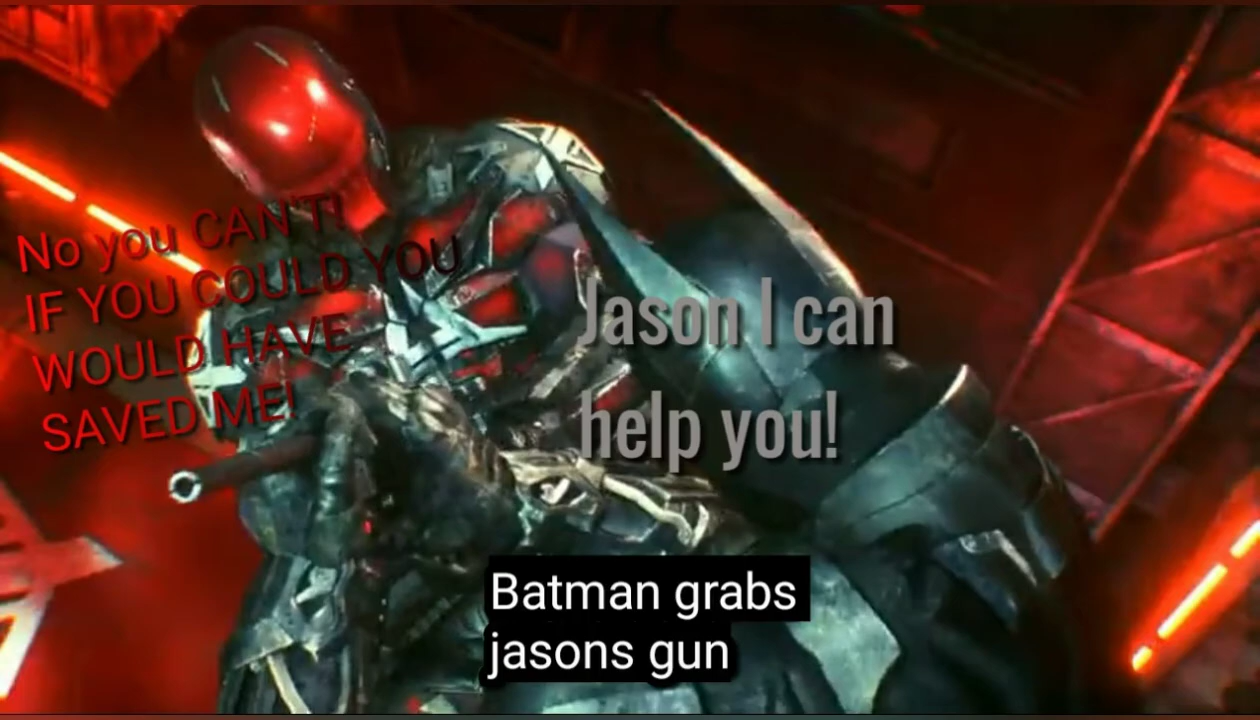 No you CAN'T!
IF YOU COULD YOU
WOULD HAVE
SAVED ME!
Jason I can
help you!
Batman grabs
jasons gun